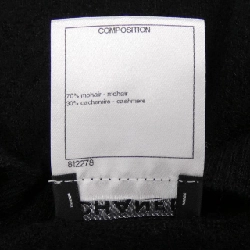 COMPOSITION
70% mohair - mohair
30% cachemire - cashmere
812278